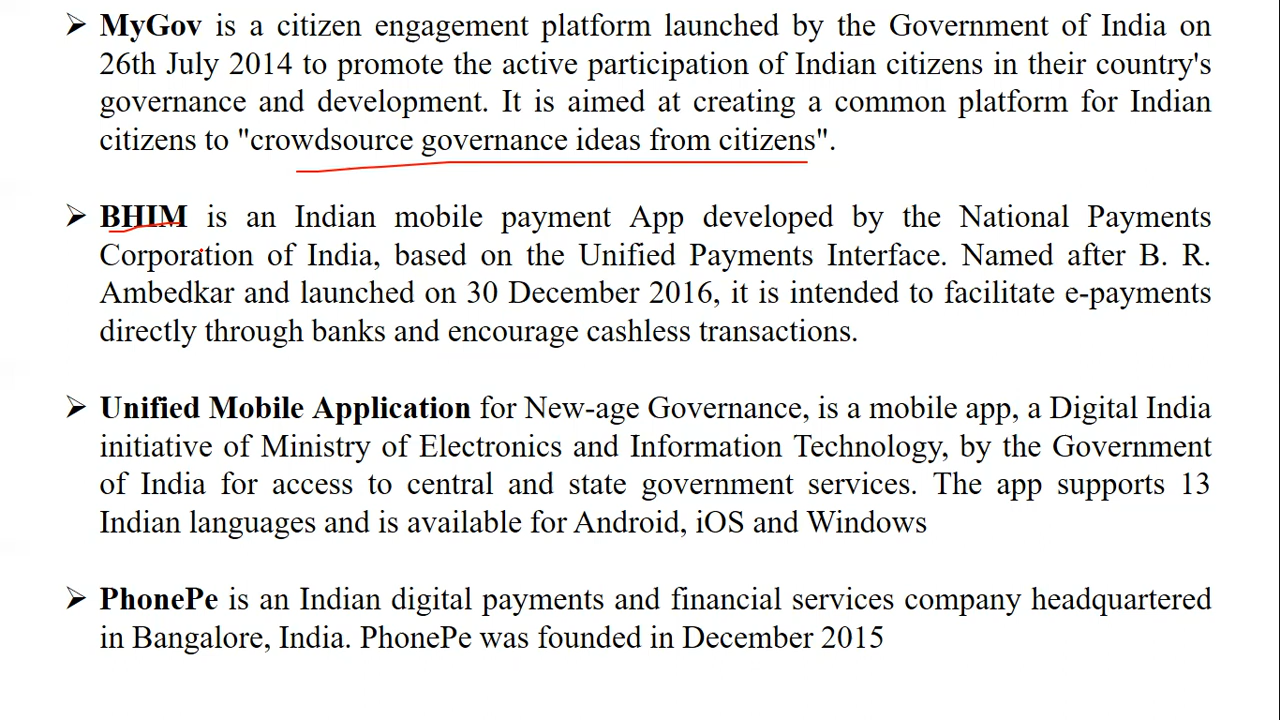 ➢ MyGov is a citizen engagement platform launched by the Government of India on
26th July 2014 to promote the active participation of Indian citizens in their country's
governance and development. It is aimed at creating a common platform for Indian
citizens to "crowdsource governance ideas from citizens".
➢ BHIM is an Indian mobile payment App developed by the National Payments
Corporation of India, based on the Unified Payments Interface. Named after B. R.
Ambedkar and launched on 30 December 2016, it is intended to facilitate e-payments
directly through banks and encourage cashless transactions.
➢ Unified Mobile Application for New-age Governance, is a mobile app, a Digital India
initiative of Ministry of Electronics and Information Technology, by the Government
of India for access to central and state government services. The app supports 13
Indian languages and is available for Android, iOS and Windows
➢ PhonePe is an Indian digital payments and financial services company headquartered
in Bangalore, India. PhonePe was founded in December 2015